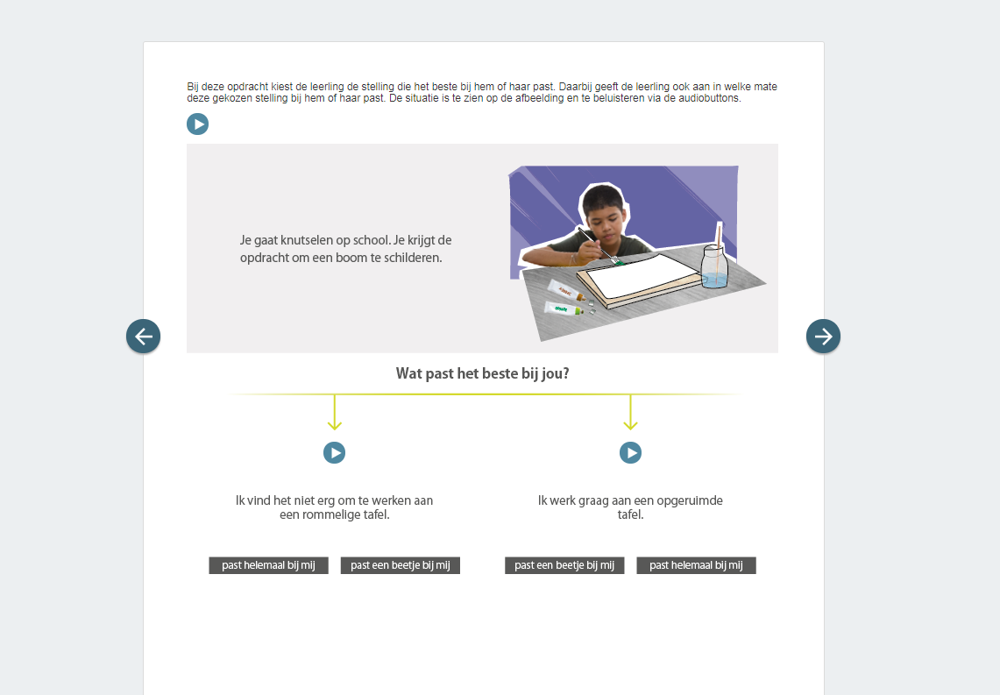 Bij deze opdracht kiest de leerling de stelling die het beste bij hem of haar past. Daarbij geeft de leerling ook aan in welke mate
deze gekozen stelling bij hem of haar past. De situatie is te zien op de afbeelding en te beluisteren via de audiobuttons.
Je gaat knutselen op school. Je krijgt de
opdracht om een boom te schilderen.
Wat past het beste bij jou?
Ik vind het niet erg om te werken aan
een rommelige tafel.
past helemaal bij mij
past een beetje bij mij
Ik werk graag aan een opgeruimde
tafel.
past een beetje bij mij
past helemaal bij mij